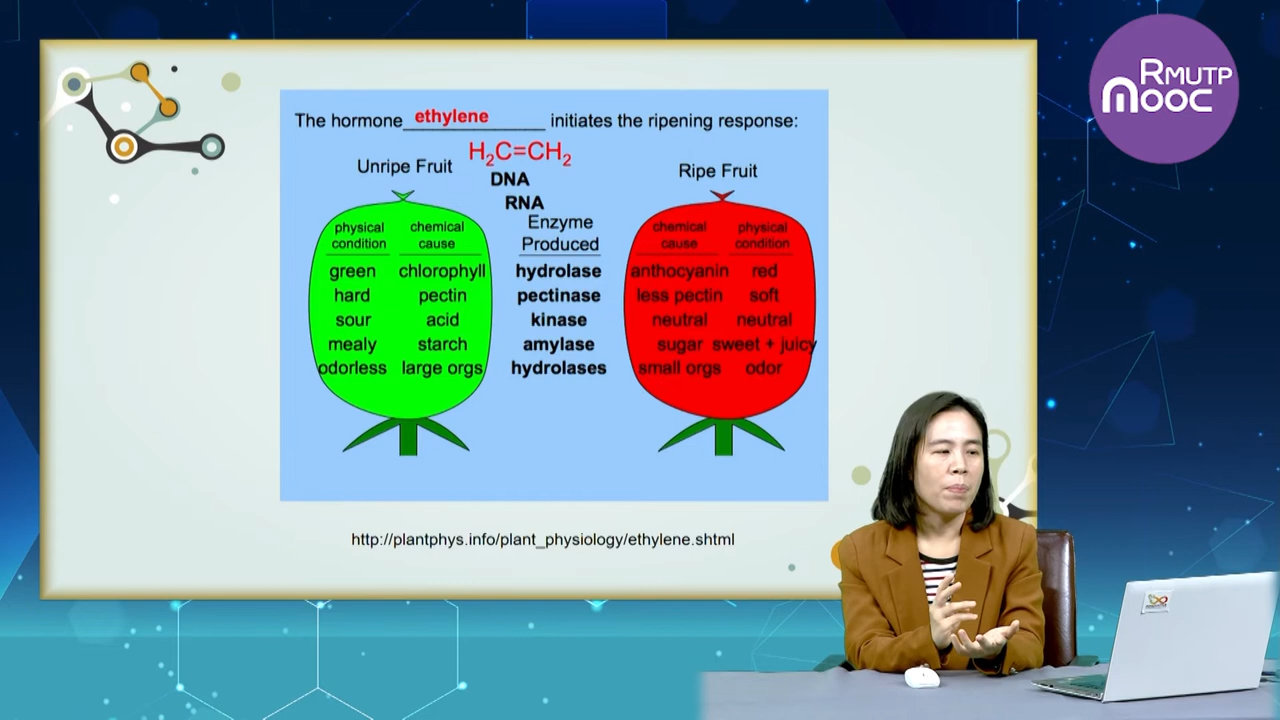 RMUTP
MOOC
The hormone ethylene initiates the ripening response:
H₂C=CH₂
Unripe Fruit
Ripe Fruit
DNA
RNA
Enzyme
Produced
physical condition chemical cause
chemical cause physical condition
green chlorophyll hydrolase anthocyanin red
hard pectin pectinase less pectin soft
sour acid kinase neutral neutral
mealy starch amylase sugar sweet + juicy
odorless large orgs hydrolases small orgs odor
http://plantphys.info/plant_physiology/ethylene.shtml